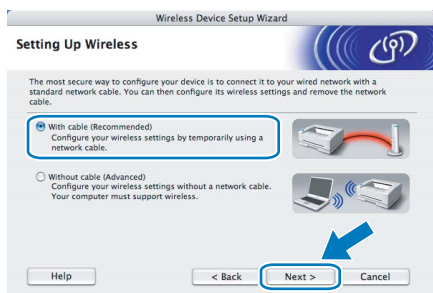 Wireless Device Setup Wizard
Setting Up Wireless
The most secure way to configure your device is to connect it to your wired network with a
standard network cable. You can then configure its wireless settings and remove the network
cable.
With cable (Recommended)
Configure your wireless settings by temporarily using a
network cable.
Without cable (Advanced)
Configure your wireless settings without a network cable.
Your computer must support wireless.
Help
< Back
Next >
Cancel